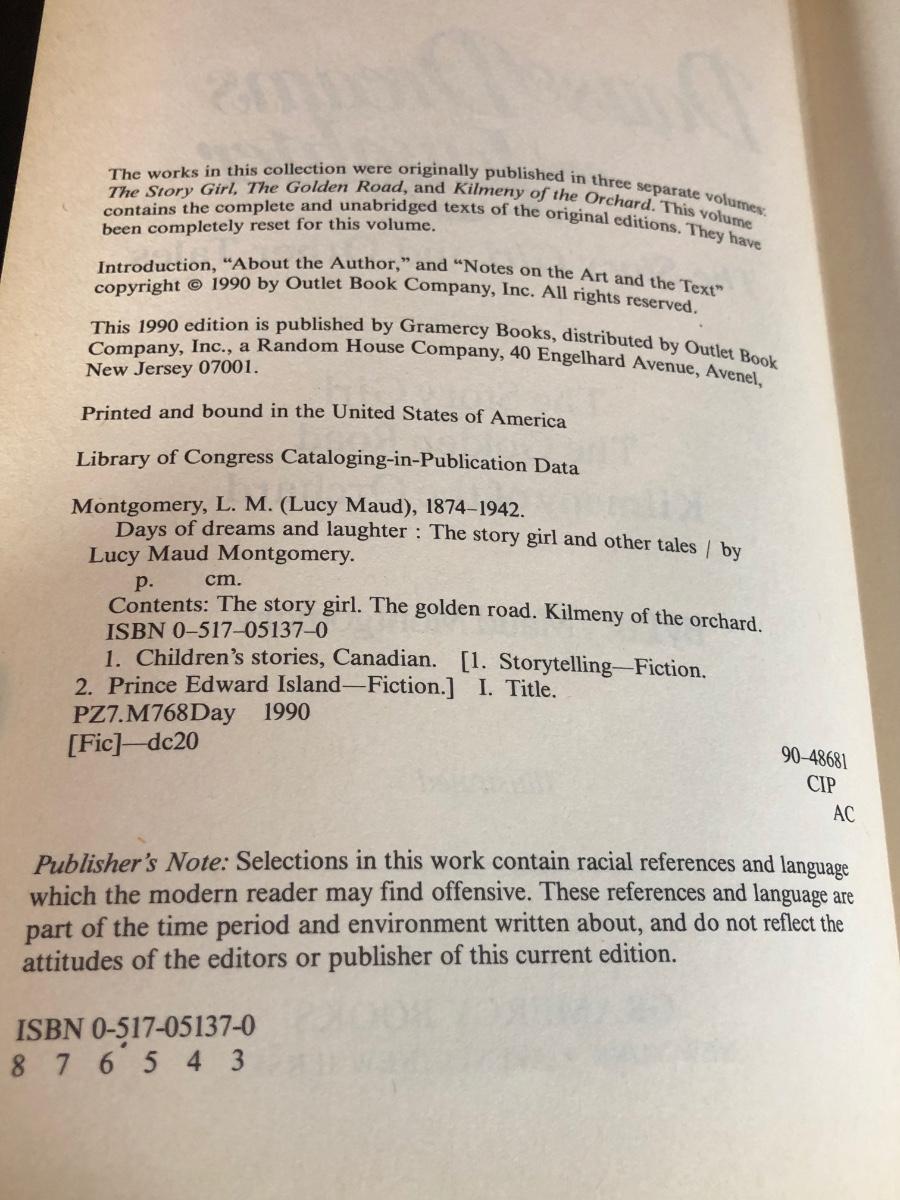 The works in this collection were originally published in three separate volumes:
The Story Girl, The Golden Road, and Kilmeny of the Orchard. This volume
contains the complete and unabridged texts of the original editions. They have
been completely reset for this volume.
Introduction, “About the Author,” and “Notes on the Art and the Text”
copyright © 1990 by Outlet Book Company, Inc. All rights reserved.
This 1990 edition is published by Gramercy Books, distributed by Outlet Book
Company, Inc., a Random House Company, 40 Engelhard Avenue, Avenel,
New Jersey 07001.
Printed and bound in the United States of America
Library of Congress Cataloging-in-Publication Data
Montgomery, L. M. (Lucy Maud), 1874–1942.
Days of dreams and laughter : The story girl and other tales / by
Lucy Maud Montgomery.
p. cm.
Contents: The story girl. The golden road. Kilmeny of the orchard.
ISBN 0–517–05137–0
1. Children’s stories, Canadian. [1. Storytelling—Fiction.
2. Prince Edward Island—Fiction.] I. Title.
PZ7.M768Day 1990
[Fic]—dc20
90–48681
CIP
AC
Publisher’s Note: Selections in this work contain racial references and language
which the modern reader may find offensive. These references and language are
part of the time period and environment written about, and do not reflect the
attitudes of the editors or publisher of this current edition.
ISBN 0-517-05137-0
8 7 6 5 4 3